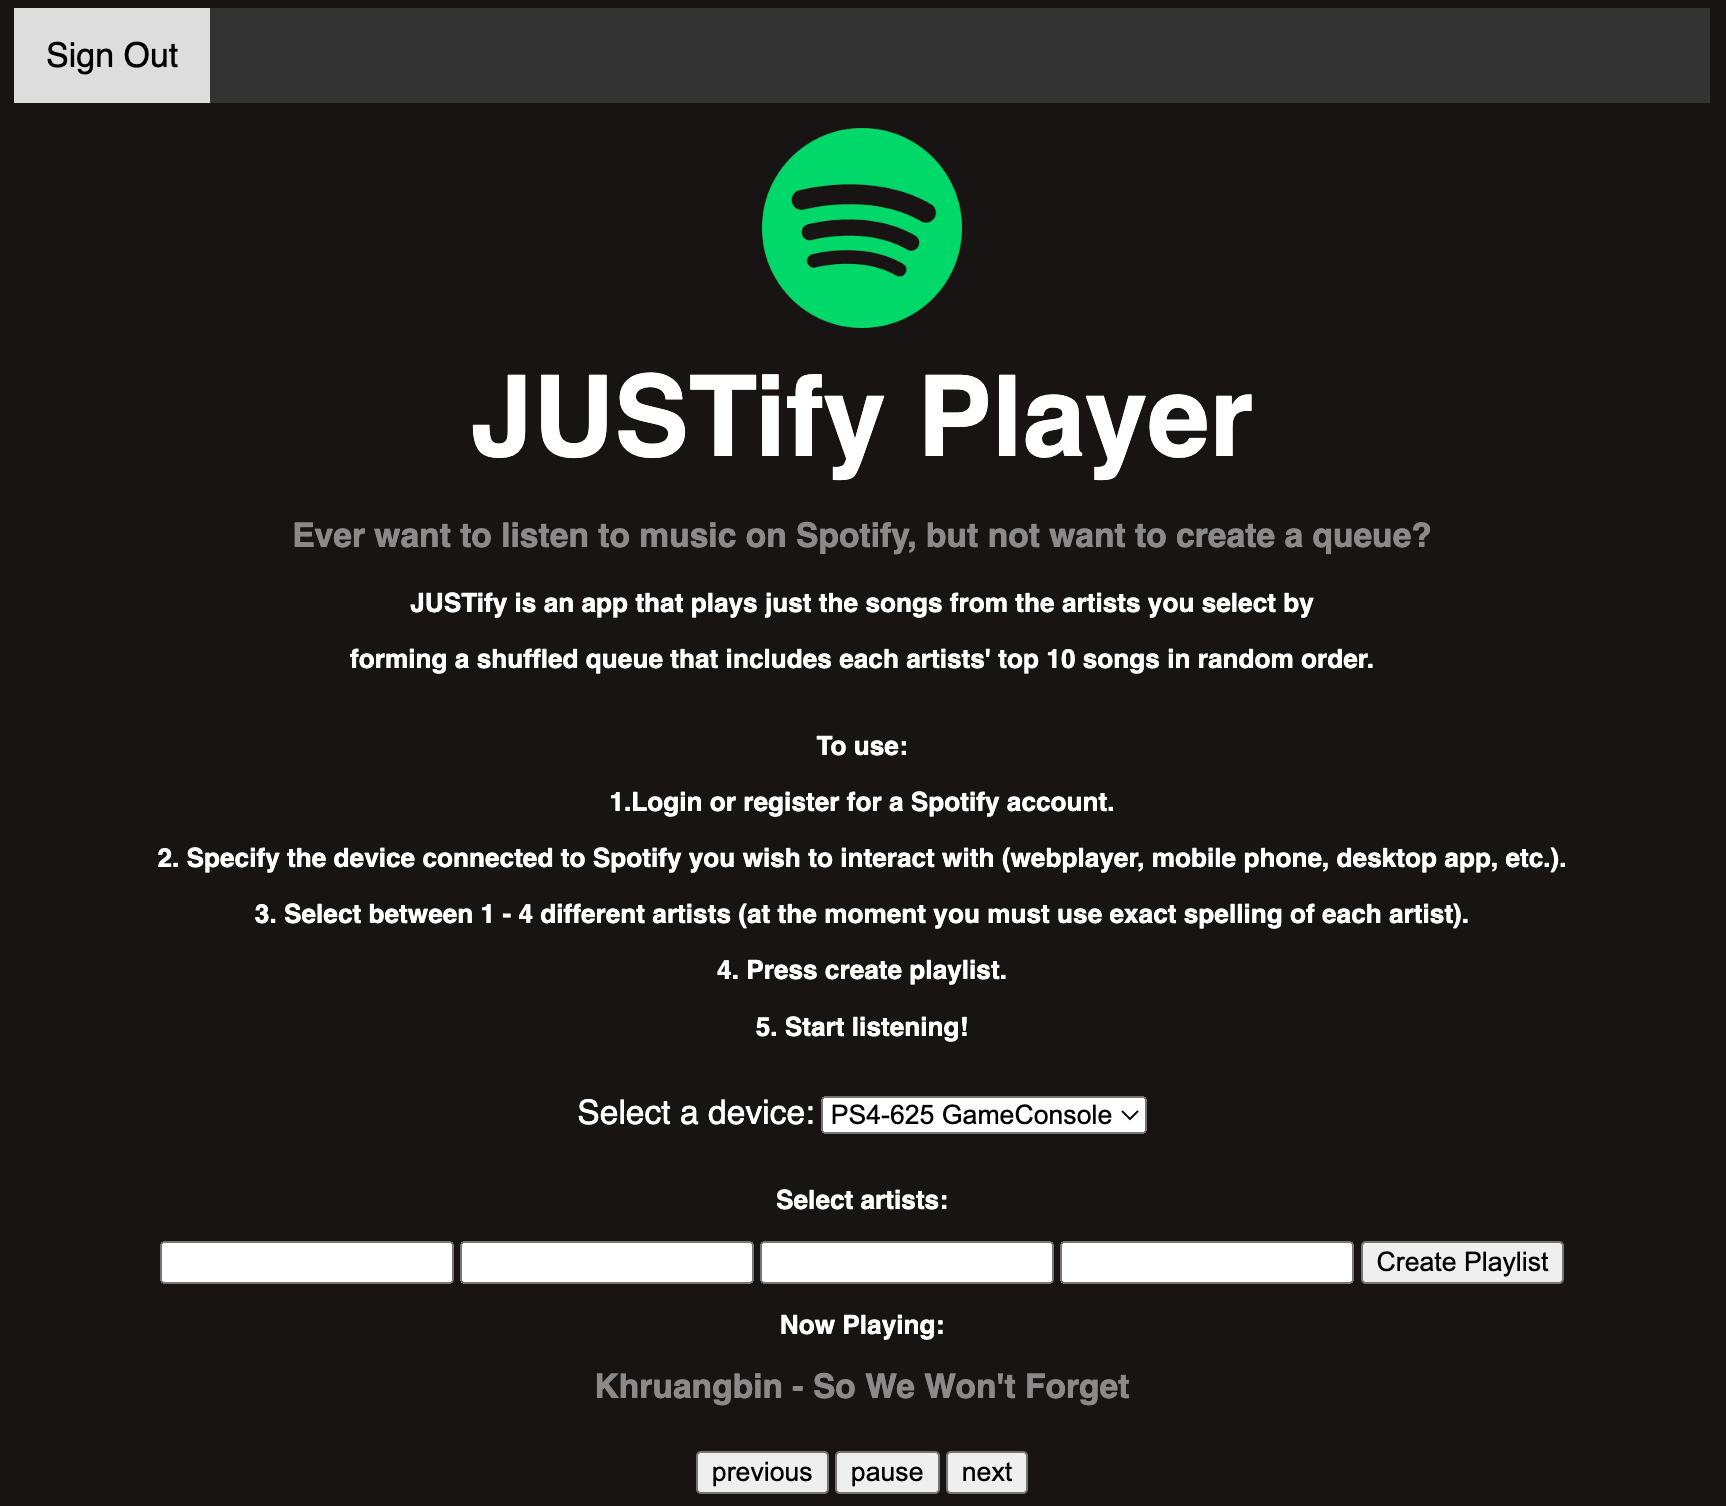 Sign Out
JUSTify Player
Ever want to listen to music on Spotify, but not want to create a queue?
JUSTify is an app that plays just the songs from the artists you select by
forming a shuffled queue that includes each artists' top 10 songs in random order.
To use:
1.Login or register for a Spotify account.
2. Specify the device connected to Spotify you wish to interact with (webplayer, mobile phone, desktop app, etc.).
3. Select between 1 - 4 different artists (at the moment you must use exact spelling of each artist).
4. Press create playlist.
5. Start listening!
Select a device: PS4-625 GameConsole
Select artists:
Create Playlist
Now Playing:
Khruangbin - So We Won't Forget
previous pause next